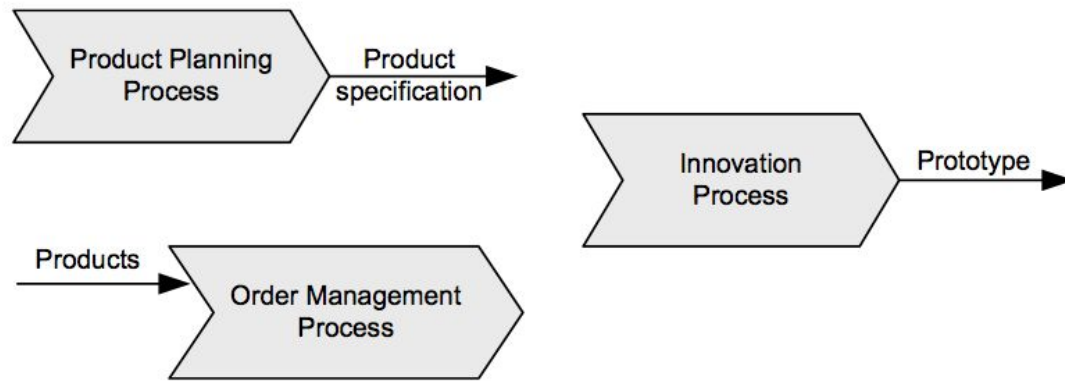 Product Planning
Process
Product
specification
Innovation
Process
Prototype
Products
Order Management
Process